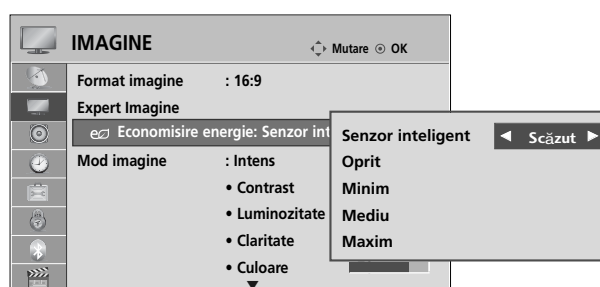 IMAGINE
Mutare OK
Format imagine : 16:9
Expert Imagine
Economisire energie: Senzor int
Mod imagine : Intens
• Contrast
• Luminozitate
• Claritate
• Culoare
Senzor inteligent ◄ Scăzut ►
Oprit
Minim
Mediu
Maxim